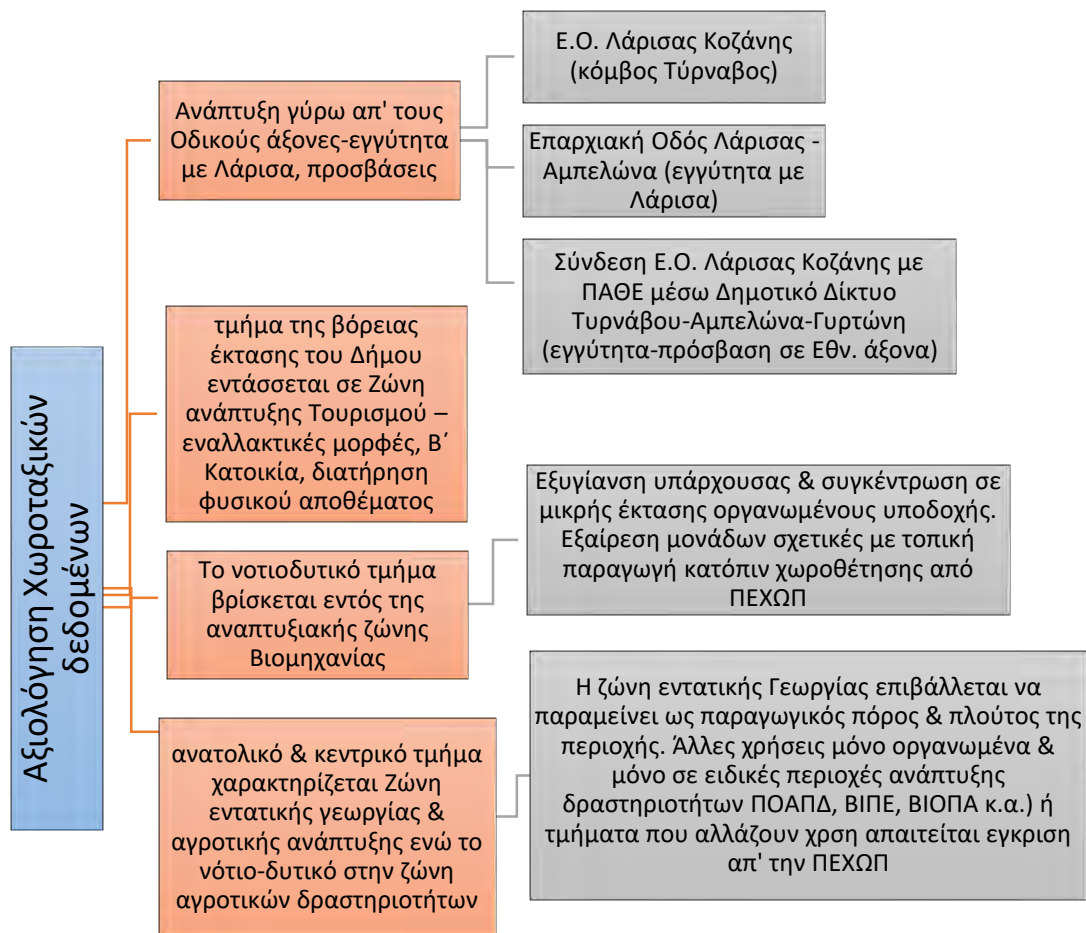 Αξιολόγηση Χωροταξικών
δεδομένων
Ανάπτυξη γύρω απ' τους
Οδικούς άξονες-εγγύτητα
με Λάρισα, προσβάσεις
Ε.Ο. Λάρισας Κοζάνης
(κόμβος Τύρναβος)
Επαρχιακή Οδός Λάρισας -
Αμπελώνα (εγγύτητα με
Λάρισα)
Σύνδεση Ε.Ο. Λάρισας Κοζάνης με
ΠΑΘΕ μέσω Δημοτικό Δίκτυο
Τυρνάβου-Αμπελώνα-Γυρτώνη
(εγγύτητα-πρόσβαση σε Εθν. άξονα)
τμήμα της βόρειας
έκτασης του Δήμου
εντάσσεται σε Ζώνη
ανάπτυξης Τουρισμού –
εναλλακτικές μορφές, Β΄
Κατοικία, διατήρηση
φυσικού αποθέματος
Το νοτιοδυτικό τμήμα
βρίσκεται εντός της
αναπτυξιακής ζώνης
Βιομηχανίας
Εξυγίανση υπάρχουσας & συγκέντρωση σε
μικρής έκτασης οργανωμένους υποδοχής.
Εξαίρεση μονάδων σχετικές με τοπική
παραγωγή κατόπιν χωροθέτησης από
ΠΕΧΩΠ
ανατολικό & κεντρικό τμήμα
χαρακτηρίζεται Ζώνη
εντατικής γεωργίας &
αγροτικής ανάπτυξης ενώ το
νότιο-δυτικό στην ζώνη
αγροτικών δραστηριοτήτων
Η ζώνη εντατικής Γεωργίας επιβάλλεται να
παραμείνει ως παραγωγικός πόρος & πλούτος της
περιοχής. Άλλες χρήσεις μόνο οργανωμένα &
μόνο σε ειδικές περιοχές ανάπτυξης
δραστηριοτήτων ΠΟΑΠΔ, ΒΙΠΕ, ΒΙΟΠΑ κ.α.) ή
τμήματα που αλλάζουν χρση απαιτείται εγκριση
απ' την ΠΕΧΩΠ